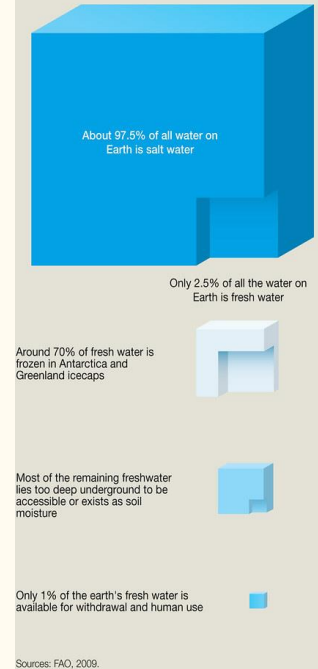 About 97.5% of all water on
Earth is salt water
Only 2.5% of all the water on
Earth is fresh water
Around 70% of fresh water is
frozen in Antarctica and
Greenland icecaps
Most of the remaining freshwater
lies too deep underground to be
accessible or exists as soil
moisture
Only 1% of the earth's fresh water is
available for withdrawal and human use
Sources: FAO, 2009.